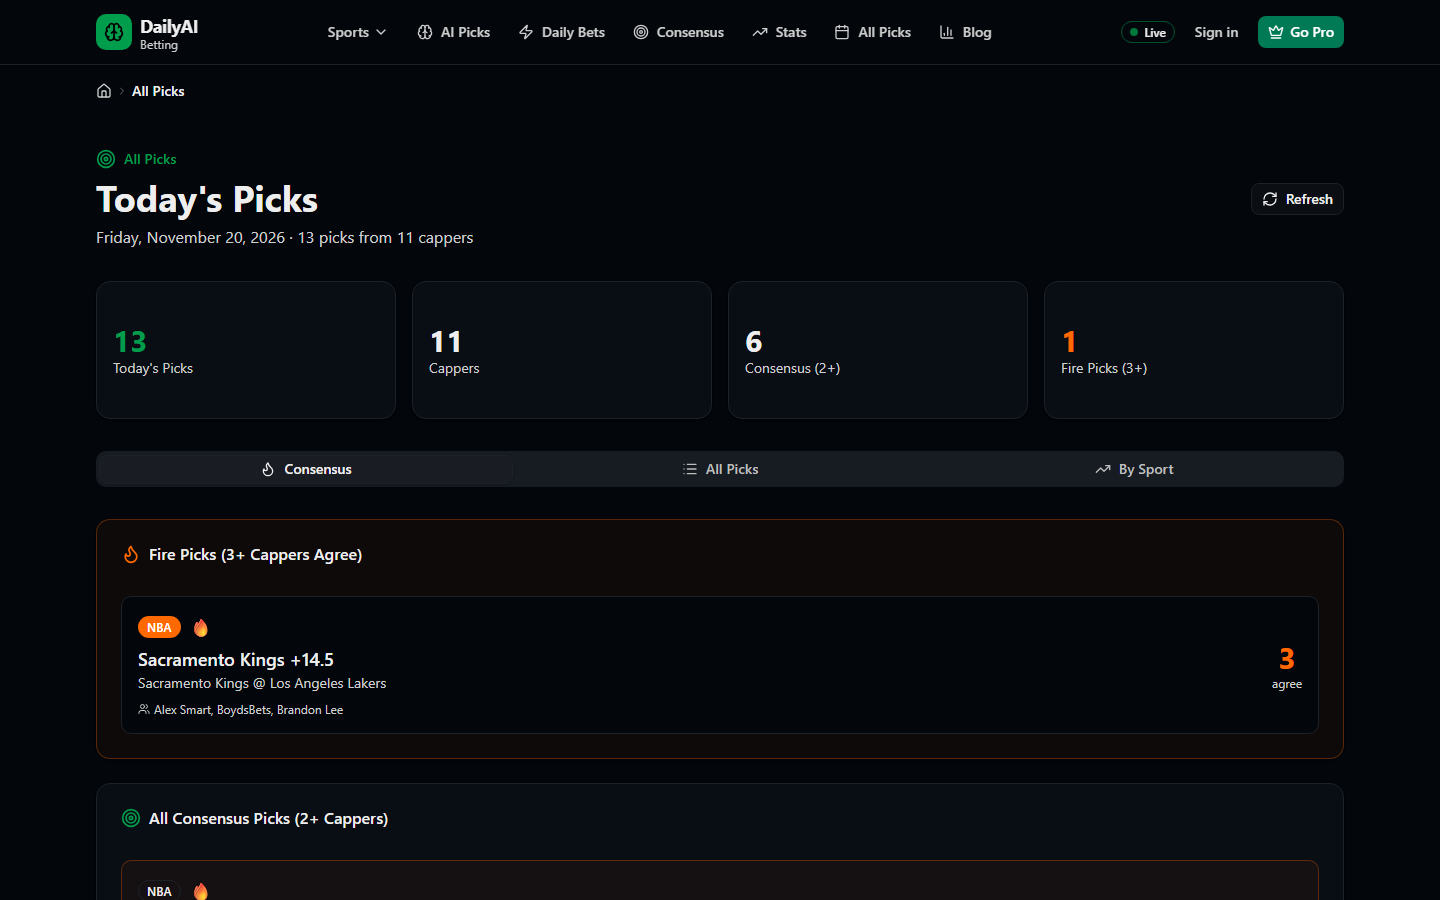 DailyAI
Betting
Sports
AI Picks
Daily Bets
Consensus
Stats
All Picks
Blog
Live
Sign in
Go Pro
All Picks
All Picks
Today's Picks
Refresh
Friday, November 20, 2026 · 13 picks from 11 cappers
13
Today's Picks
11
Cappers
6
Consensus (2+)
1
Fire Picks (3+)
Consensus
All Picks
By Sport
Fire Picks (3+ Cappers Agree)
NBA
Sacramento Kings +14.5
Sacramento Kings @ Los Angeles Lakers
Alex Smart, BoydsBets, Brandon Lee
3
agree
All Consensus Picks (2+ Cappers)
NBA